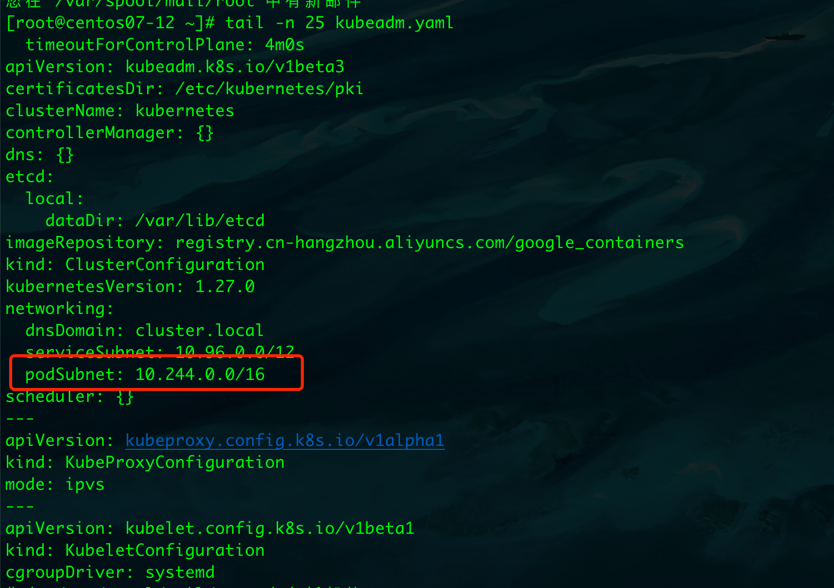 您在 /var/spool/mail/root 中有新邮件
[root@centos07-12 ~]# tail -n 25 kubeadm.yaml
  timeoutForControlPlane: 4m0s
apiVersion: kubeadm.k8s.io/v1beta3
certificatesDir: /etc/kubernetes/pki
clusterName: kubernetes
controllerManager: {}
dns: {}
etcd:
  local:
    dataDir: /var/lib/etcd
imageRepository: registry.cn-hangzhou.aliyuncs.com/google_containers
kind: ClusterConfiguration
kubernetesVersion: 1.27.0
networking:
  dnsDomain: cluster.local
  serviceSubnet: 10.96.0.0/12
  podSubnet: 10.244.0.0/16
scheduler: {}
---
apiVersion: kubeproxy.config.k8s.io/v1alpha1
kind: KubeProxyConfiguration
mode: ipvs
---
apiVersion: kubelet.config.k8s.io/v1beta1
kind: KubeletConfiguration
cgroupDriver: systemd